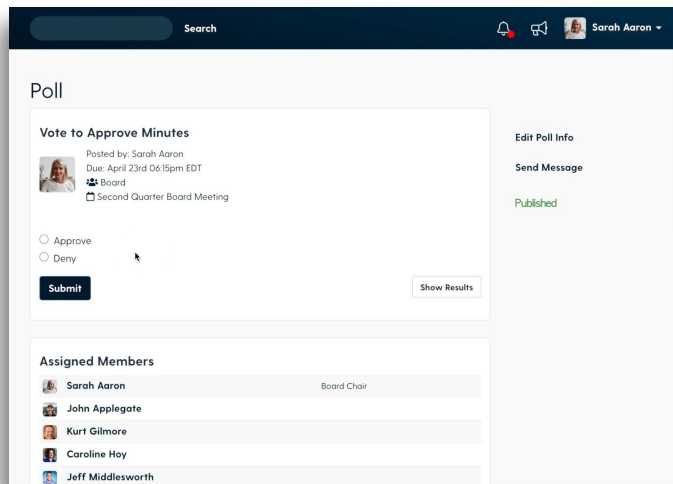 Search
Sarah Aaron
Poll
Vote to Approve Minutes
Posted by: Sarah Aaron
Due: April 23rd 06:15pm EDT
Board
Second Quarter Board Meeting
Approve
Deny
Submit
Show Results
Edit Poll Info
Send Message
Published
Assigned Members
Sarah Aaron Board Chair
John Applegate
Kurt Gilmore
Caroline Hoy
Jeff Middlesworth